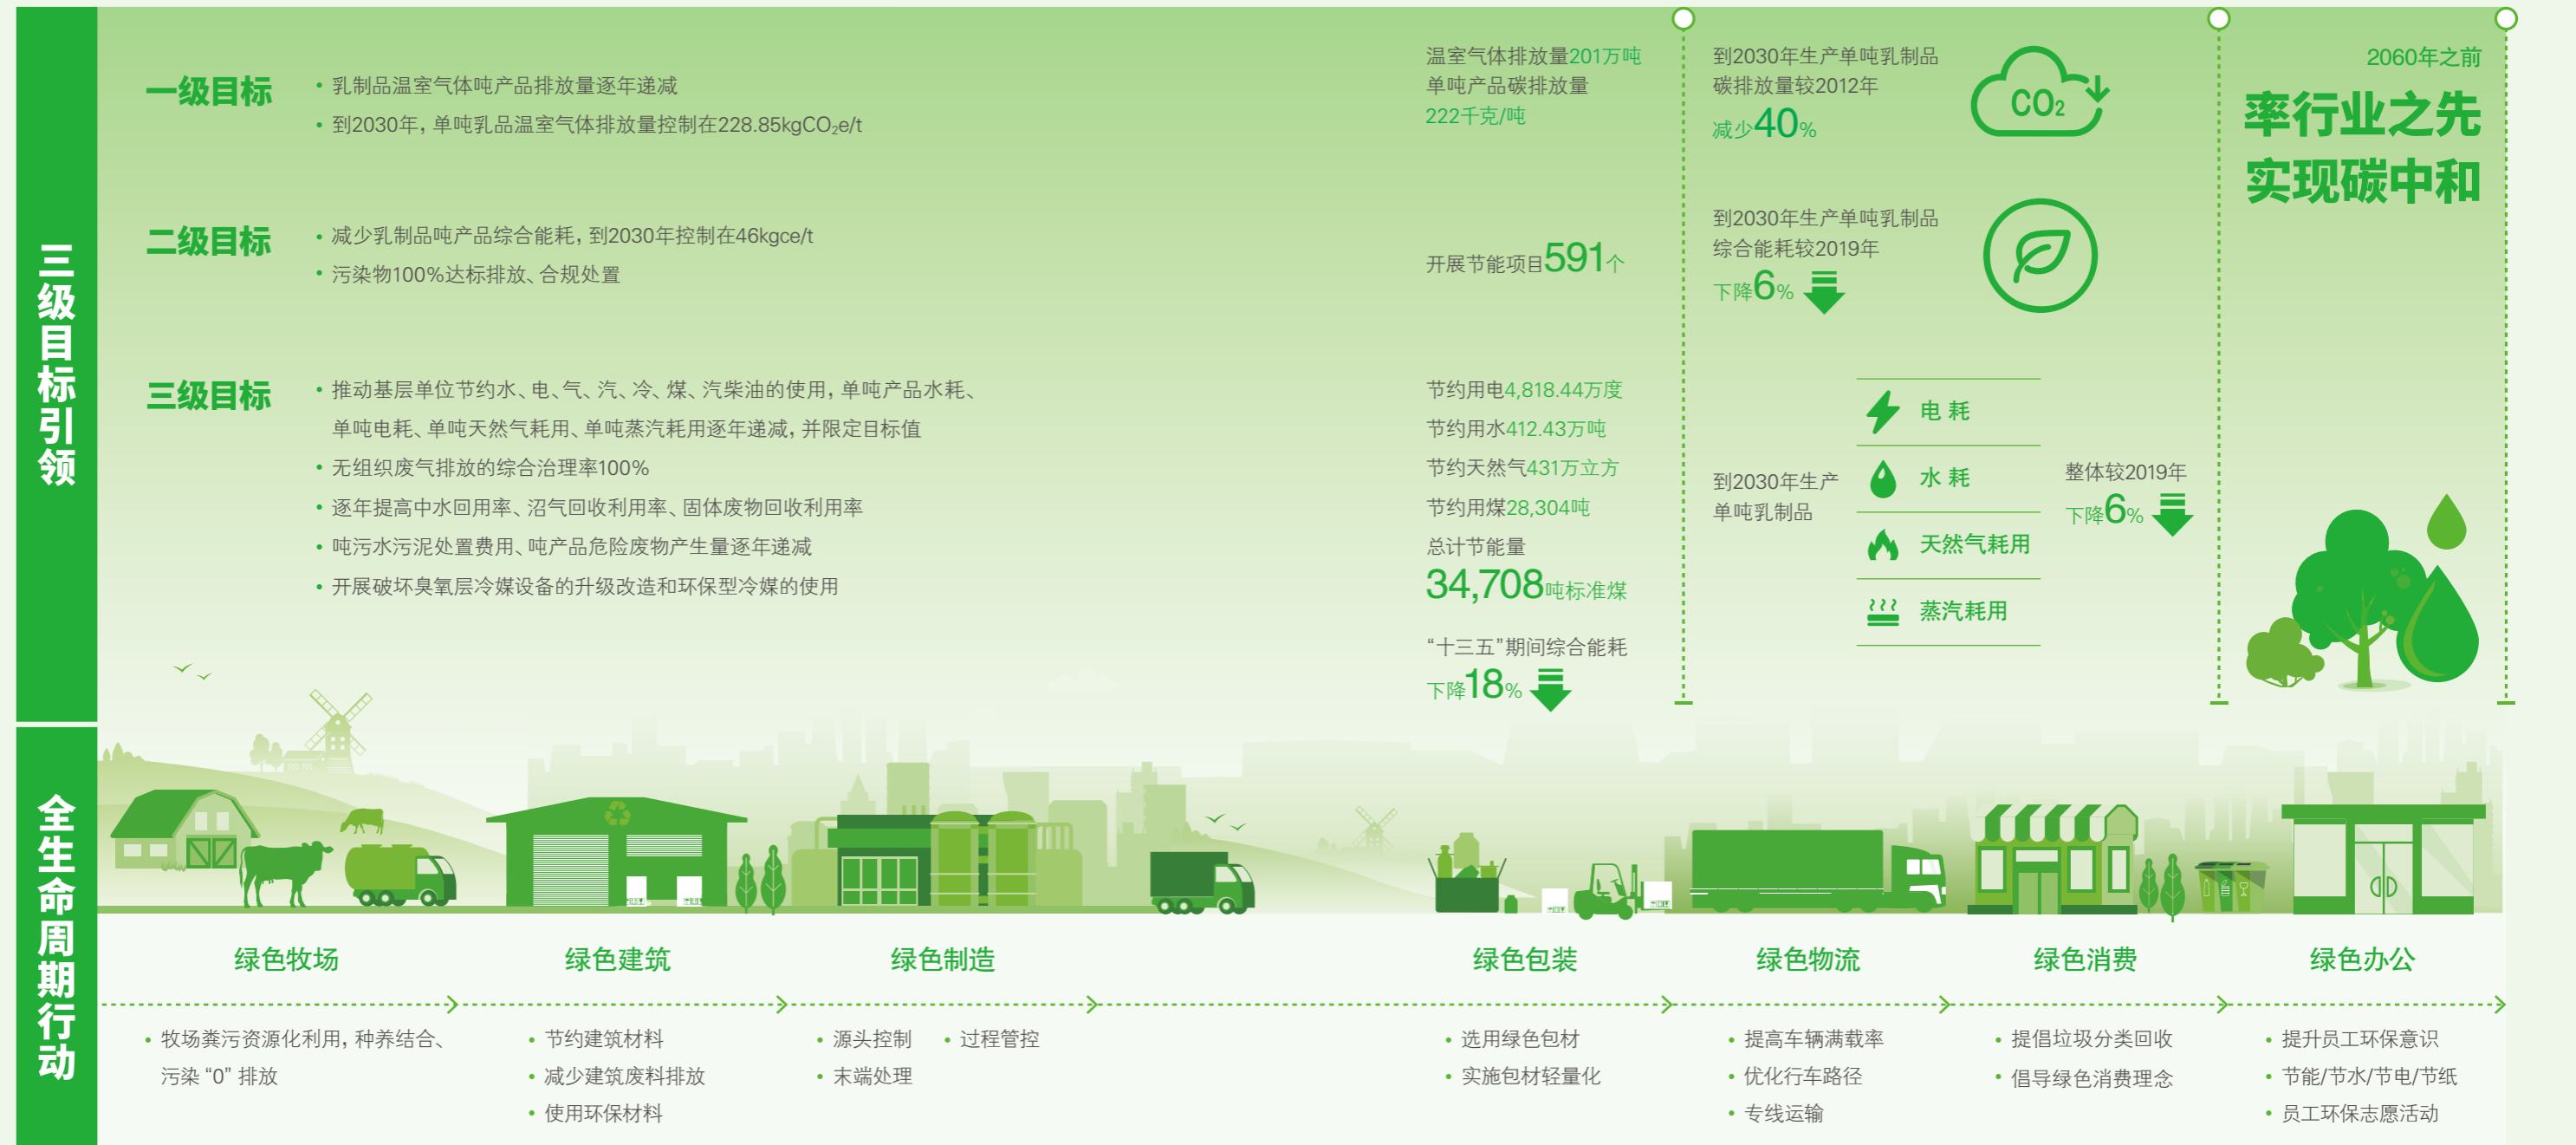 三级目标引领
一级目标
• 乳制品温室气体吨产品排放量逐年递减
• 到2030年，单吨乳品温室气体排放量控制在228.85kgCO₂e/t
温室气体排放量201万吨
单吨产品碳排放量
222千克/吨
到2030年生产单吨乳制品
碳排放量较2012年
减少40%
CO₂
2060年之前
率行业之先
实现碳中和
二级目标
• 减少乳制品吨产品综合能耗，到2030年控制在46kgce/t
• 污染物100%达标排放、合规处置
开展节能项目591个
到2030年生产单吨乳制品
综合能耗较2019年
下降6%
三级目标
• 推动基层单位节约水、电、气、汽、冷、煤、汽柴油的使用，单吨产品水耗、
单吨电耗、单吨天然气耗用、单吨蒸汽耗用逐年递减，并限定目标值
• 无组织废气排放的综合治理率100%
• 逐年提高中水回用率、沼气回收利用率、固体废物回收利用率
• 吨污水污泥处置费用、吨产品危险废物产生量逐年递减
• 开展破坏臭氧层冷媒设备的升级改造和环保型冷媒的使用
节约用电4,818.44万度
节约用水412.43万吨
节约天然气431万立方
节约用煤28,304吨
总计节能量
34,708吨标准煤
“十三五”期间综合能耗
下降18%
到2030年生产
单吨乳制品
电 耗
水 耗
天然气耗用
蒸汽耗用
整体较2019年
下降6%
全生命周期行动
绿色牧场
• 牧场粪污资源化利用，种养结合、
污染 “0” 排放
绿色建筑
• 节约建筑材料
• 减少建筑废料排放
• 使用环保材料
绿色制造
• 源头控制 • 过程管控
• 末端处理
绿色包装
• 选用绿色包材
• 实施包材轻量化
绿色物流
• 提高车辆满载率
• 优化行车路径
• 专线运输
绿色消费
• 提倡垃圾分类回收
• 倡导绿色消费理念
绿色办公
• 提升员工环保意识
• 节能/节水/节电/节纸
• 员工环保志愿活动